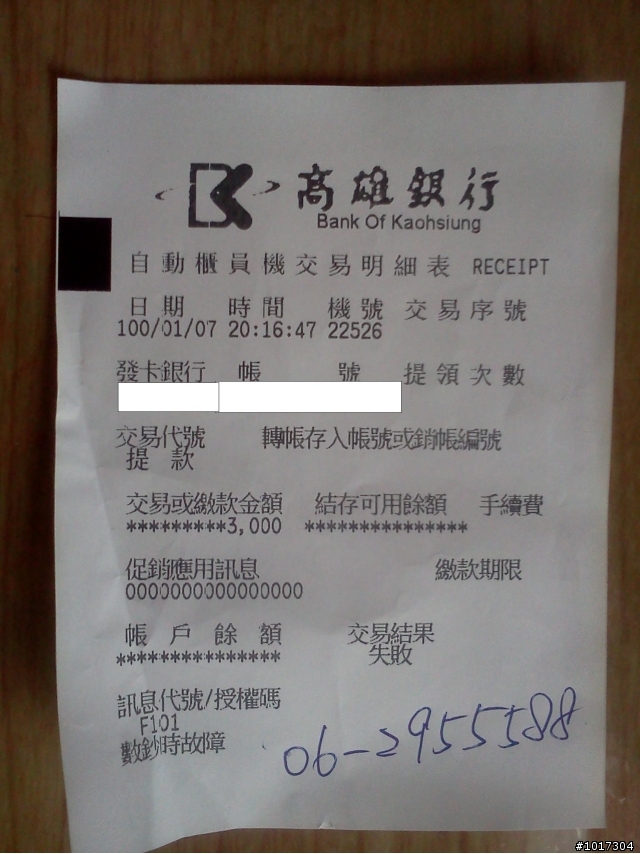 高雄銀行
Bank Of Kaohsiung
自動櫃員機交易明細表 RECEIPT
日期 時間 機號 交易序號
100/01/07 20:16:47 22526
發卡銀行 帳 號 提領次數
交易代號 轉帳存入帳號或銷帳編號
提款
交易或繳款金額 結存可用餘額 手續費
*********3,000 ***************
促銷應用訊息 繳款期限
0000000000000000
帳戶餘額 交易結果
*************** 失敗
訊息代號/授權碼
F101
數鈔時故障
06-2955588
#1017304